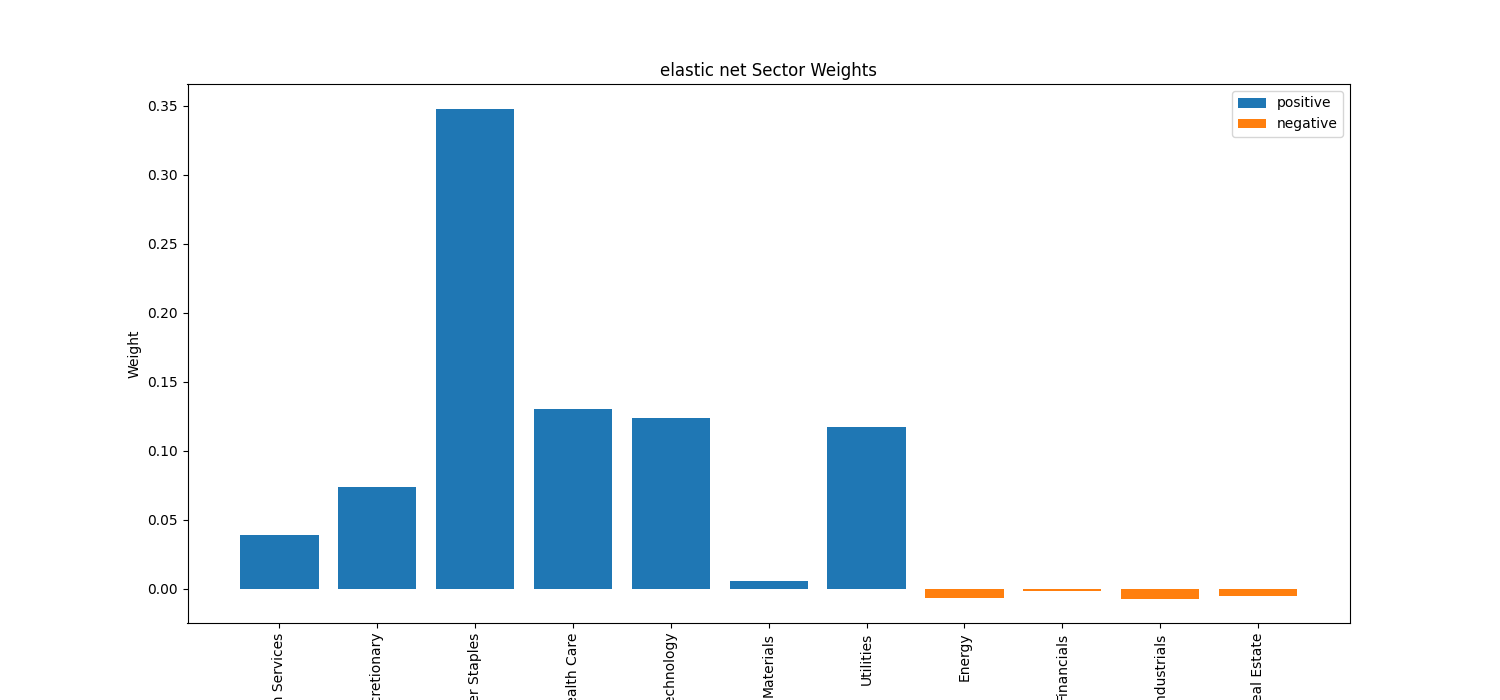 elastic net Sector Weights
positive
negative
Weight
0.35
0.30
0.25
0.20
0.15
0.10
0.05
0.00
n Services
cretionary
er Staples
ealth Care
echnology
Materials
Utilities
Energy
Financials
ndustrials
eal Estate